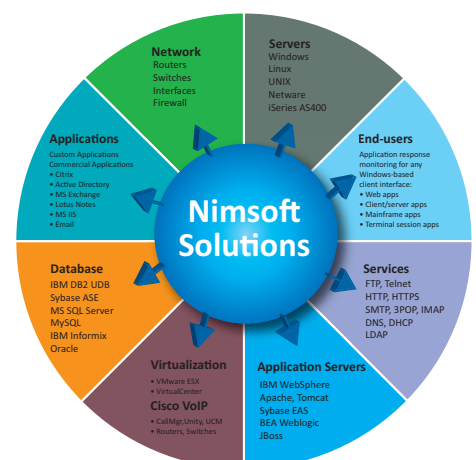 Network
Routers
Switches
Interfaces
Firewall
Servers
Windows
Linux
UNIX
Netware
iSeries AS400
End-users
Application response
monitoring for any
Windows-based
client interface:
• Web apps
• Client/server apps
• Mainframe apps
• Terminal session apps
Services
FTP, Telnet
HTTP, HTTPS
SMTP, 3POP, IMAP
DNS, DHCP
LDAP
Application Servers
IBM WebSphere
Apache, Tomcat
Sybase EAS
BEA Weblogic
JBoss
Virtualization
• VMware ESX
• VirtualCenter
Cisco VoIP
• CallMgr,Unity, UCM
• Routers, Switches
Database
IBM DB2 UDB
Sybase ASE
MS SQL Server
MySQL
IBM Informix
Oracle
Applications
Custom Applications
Commercial Applications
• Citrix
• Active Directory
• MS Exchange
• Lotus Notes
• MS IIS
• Email
Nimsoft
Solutions